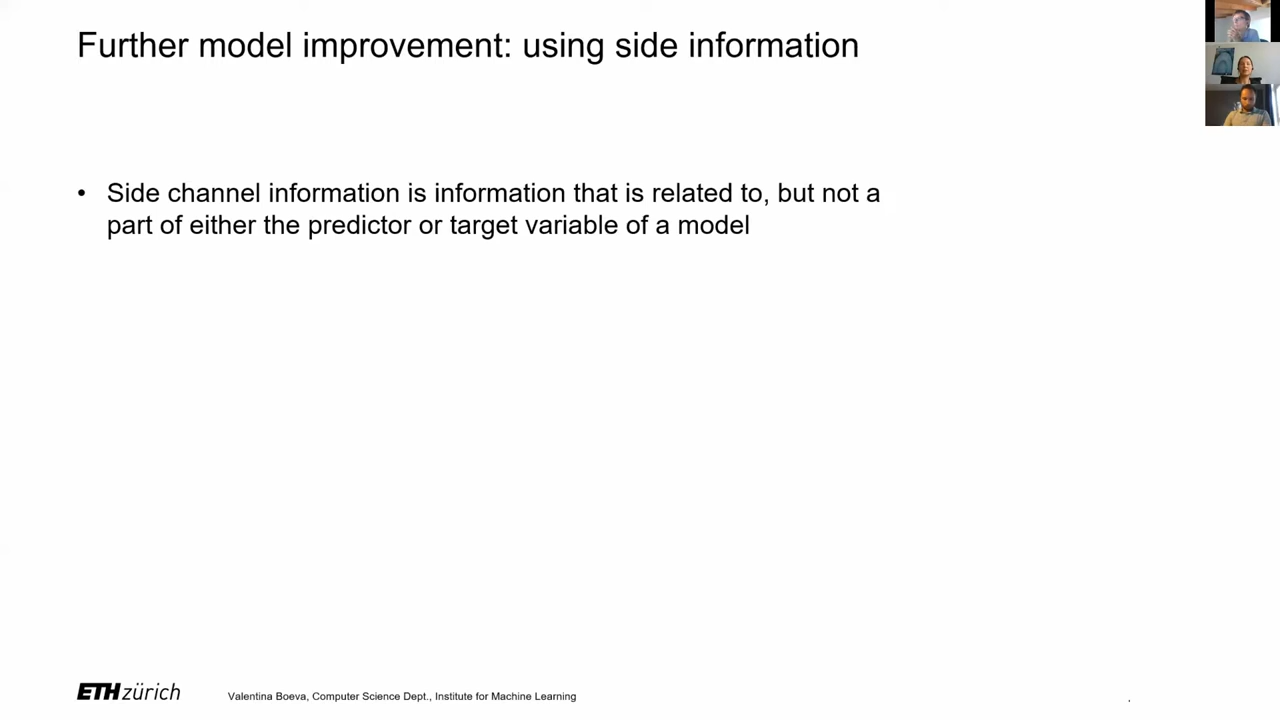 Further model improvement: using side information
• Side channel information is information that is related to, but not a
part of either the predictor or target variable of a model
ETH zürich
Valentina Boeva, Computer Science Dept., Institute for Machine Learning
.